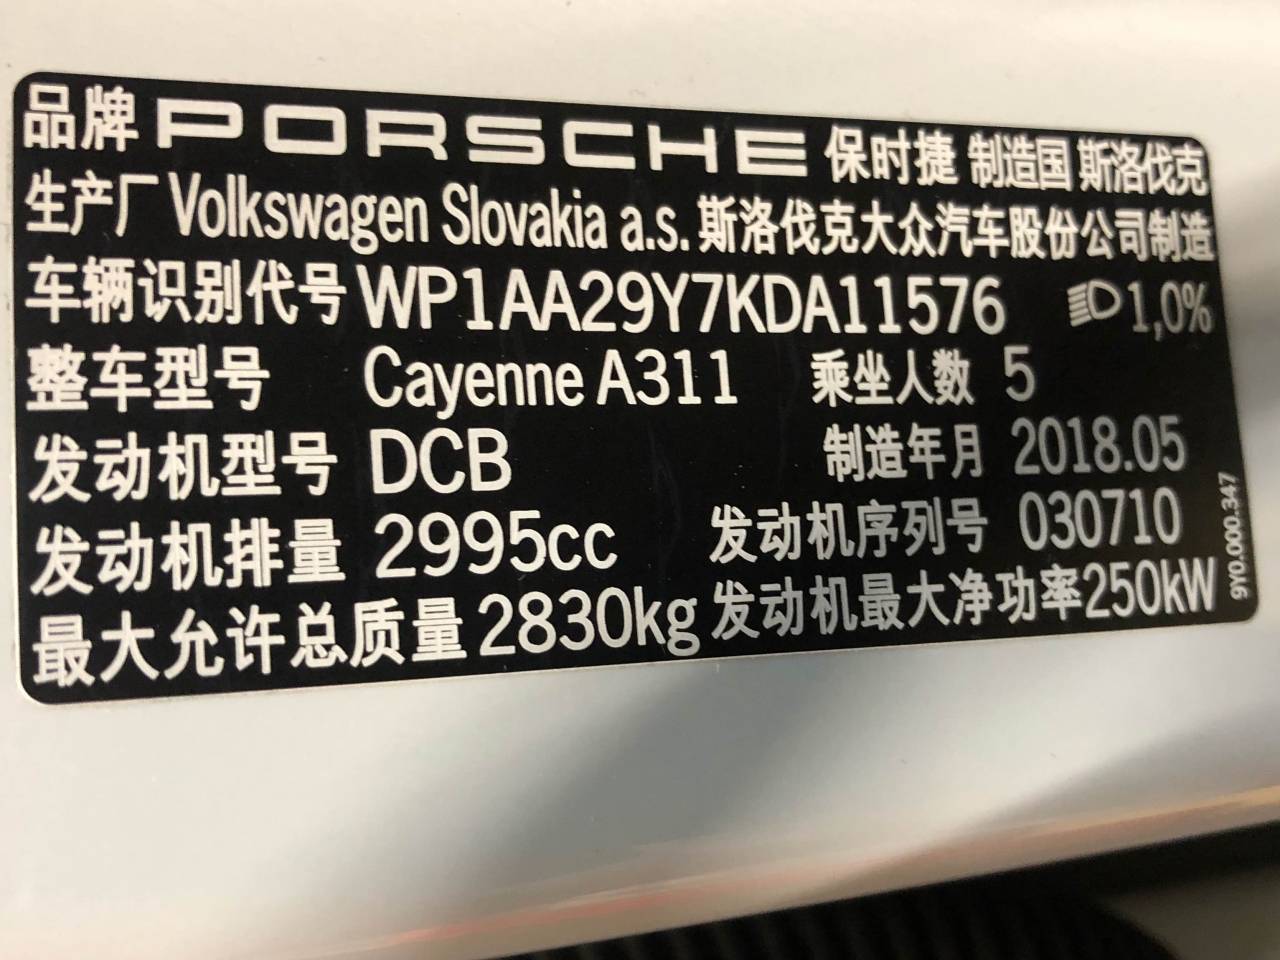 品牌 PORSCHE 保时捷 制造国 斯洛伐克
生产厂 Volkswagen Slovakia a.s. 斯洛伐克大众汽车股份公司制造
车辆识别代号 WP1AA29Y7KDA11576 1,0%
整车型号 Cayenne A311 乘坐人数 5
发动机型号 DCB 制造年月 2018.05
发动机排量 2995cc 发动机序列号 030710
最大允许总质量 2830kg 发动机最大净功率 250kW
9Y0.000.347